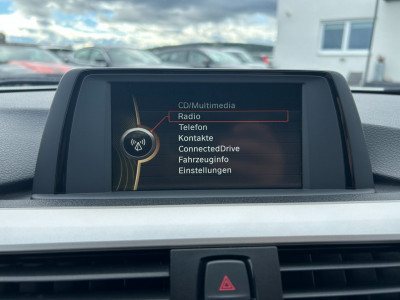 CD/Multimedia
Radio
Telefon
Kontakte
ConnectedDrive
Fahrzeuginfo
Einstellungen